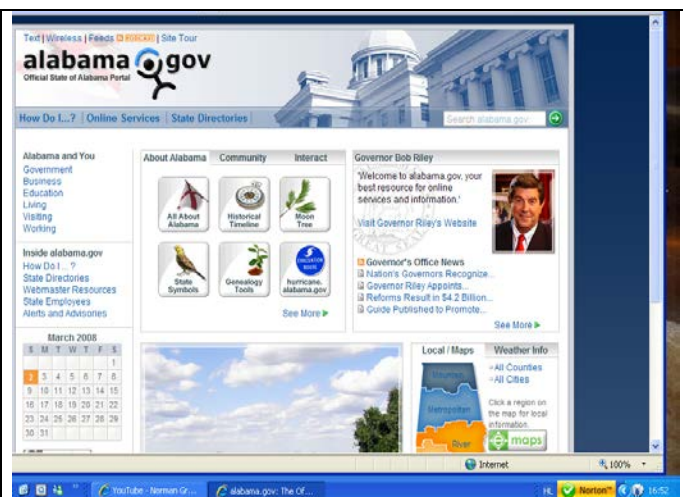 Text | Wireless | Feeds PODCAST | Site Tour
alabama gov
Official State of Alabama Portal
How Do I...? | Online Services | State Directories
Search alabama.gov
Alabama and You
Government
Business
Education
Living
Visiting
Working
Inside alabama.gov
How Do I... ?
State Directories
Webmaster Resources
State Employees
Alerts and Advisories
March 2008
S M T W T F S
1
2 3 4 5 6 7 8
9 10 11 12 13 14 15
16 17 18 19 20 21 22
23 24 25 26 27 28 29
30 31
About Alabama Community Interact
All About Alabama
Historical Timeline
Moon Tree
State Symbols
Genealogy Tools
EVACUATION ROUTE
hurricane. alabama.gov
See More
Governor Bob Riley
'Welcome to alabama.gov, your
best resource for online
services and information.'
Visit Governor Riley's Website
Governor's Office News
Nation's Governors Recognize...
Governor Riley Appoints...
Reforms Result in $4.2 Billion...
Guide Published to Promote...
See More
Local / Maps Weather Info
Mountain
Metropolitan
River
All Counties
All Cities
Click a region on
the map for local
information.
maps
Internet 100%
YouTube - Norman Gr...
alabama.gov: The Of...
Norton™
16:52